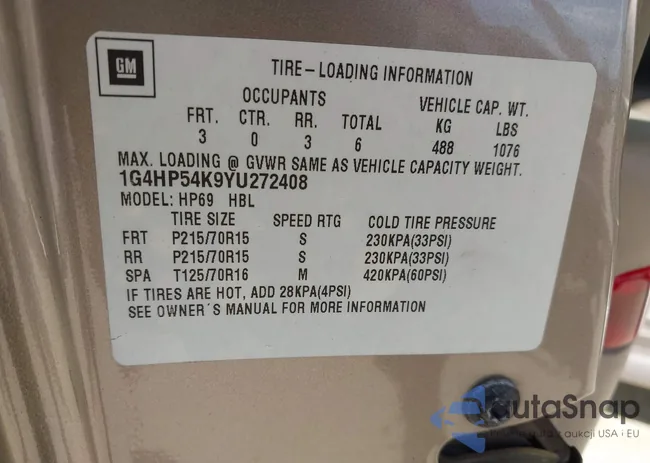 GM
TIRE-LOADING INFORMATION
OCCUPANTS VEHICLE CAP. WT.
FRT. CTR. RR. TOTAL KG LBS
3 0 3 6 488 1076
MAX. LOADING @ GVWR SAME AS VEHICLE CAPACITY WEIGHT.
1G4HP54K9YU272408
MODEL: HP69 HBL
TIRE SIZE SPEED RTG COLD TIRE PRESSURE
FRT P215/70R15 S 230KPA(33PSI)
RR P215/70R15 S 230KPA(33PSI)
SPA T125/70R16 M 420KPA(60PSI)
IF TIRES ARE HOT, ADD 28KPA(4PSI)
SEE OWNER'S MANUAL FOR MORE INFORMATION
autaSnap
auta z aukcji USA i EU